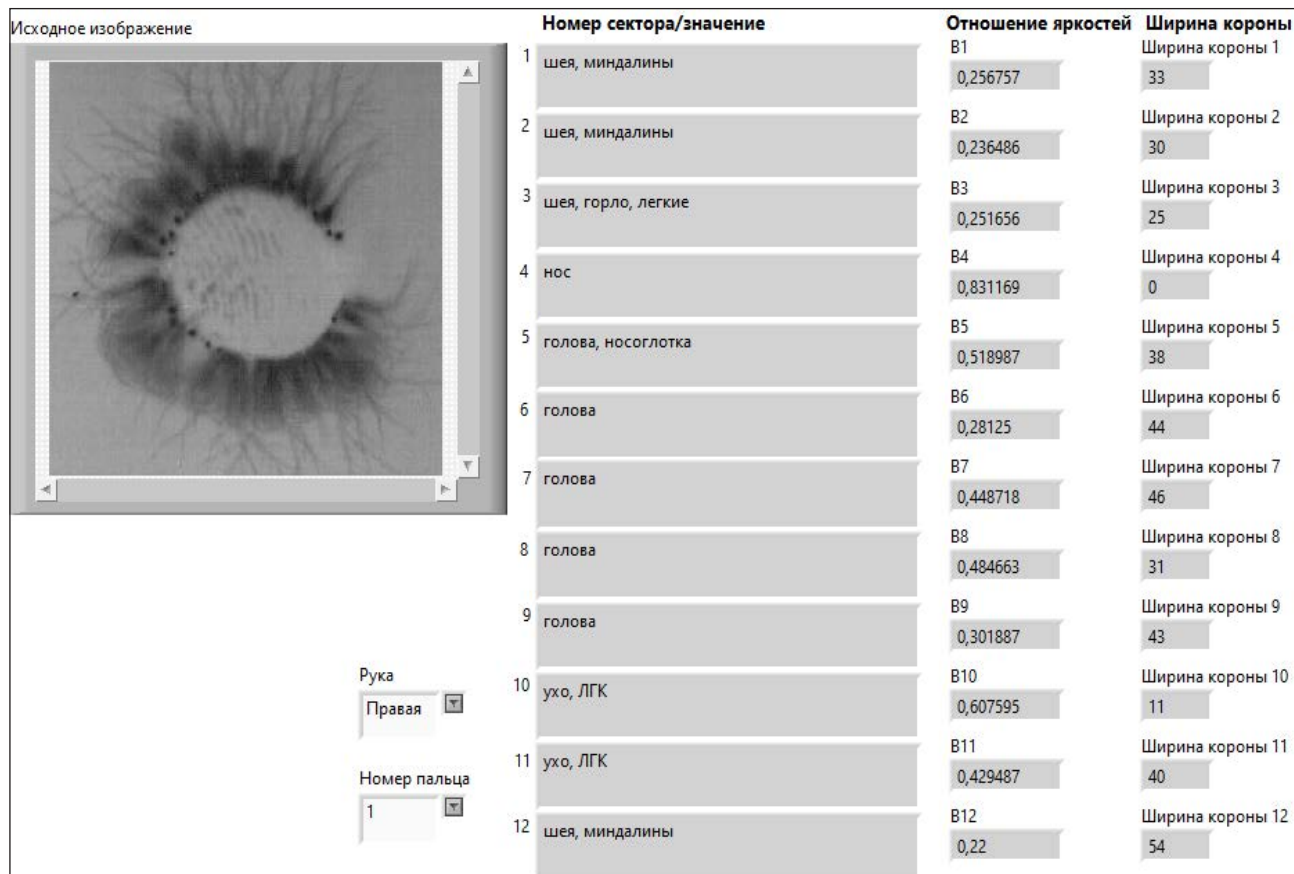 Исходное изображение
Номер сектора/значение Отношение яркостей Ширина короны
B1 Ширина короны 1
1 шея, миндалины 0,256757 33
B2 Ширина короны 2
2 шея, миндалины 0,236486 30
B3 Ширина короны 3
3 шея, горло, легкие 0,251656 25
B4 Ширина короны 4
4 нос 0,831169 0
B5 Ширина короны 5
5 голова, носоглотка 0,518987 38
B6 Ширина короны 6
6 голова 0,28125 44
B7 Ширина короны 7
7 голова 0,448718 46
B8 Ширина короны 8
8 голова 0,484663 31
B9 Ширина короны 9
9 голова 0,301887 43
Рука
Правая
B10 Ширина короны 10
10 ухо, ЛГК 0,607595 11
B11 Ширина короны 11
11 ухо, ЛГК 0,429487 40
Номер пальца
1
B12 Ширина короны 12
12 шея, миндалины 0,22 54